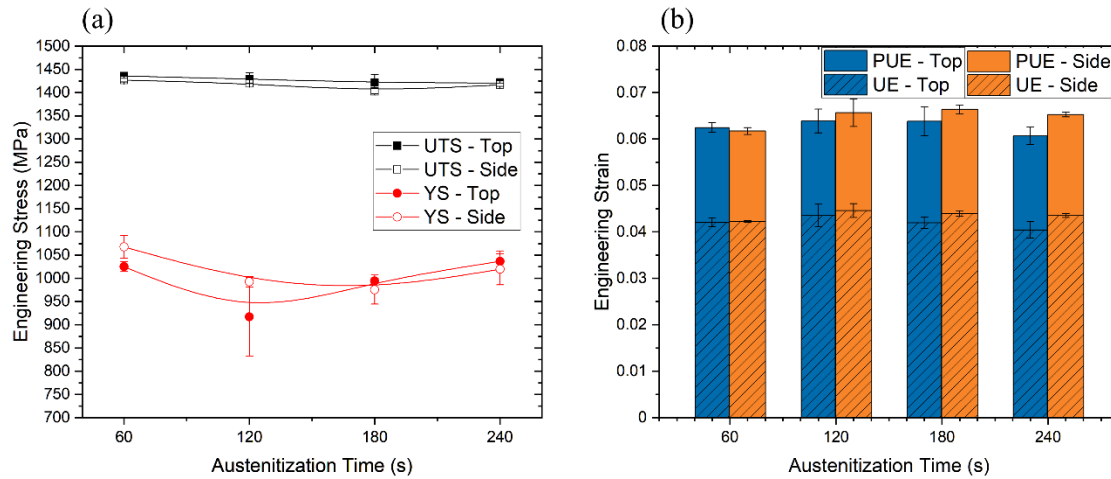 (a)
1500
1450
1400
1350
1300
1250
1200
1150
1100
1050
1000
950
900
850
800
750
700
Engineering Stress (MPa)
UTS - Top
UTS - Side
YS - Top
YS - Side
60 120 180 240
Austenitization Time (s)
(b)
0.08
0.07
0.06
0.05
0.04
0.03
0.02
0.01
0
Engineering Strain
PUE - Top PUE - Side
UE - Top UE - Side
60 120 180 240
Austenitization Time (s)